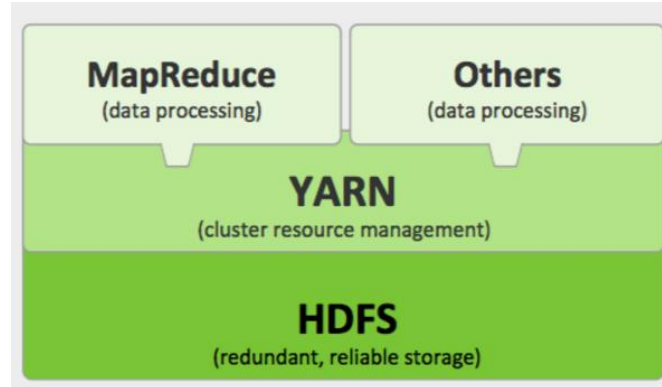 MapReduce
(data processing)
Others
(data processing)
YARN
(cluster resource management)
HDFS
(redundant, reliable storage)